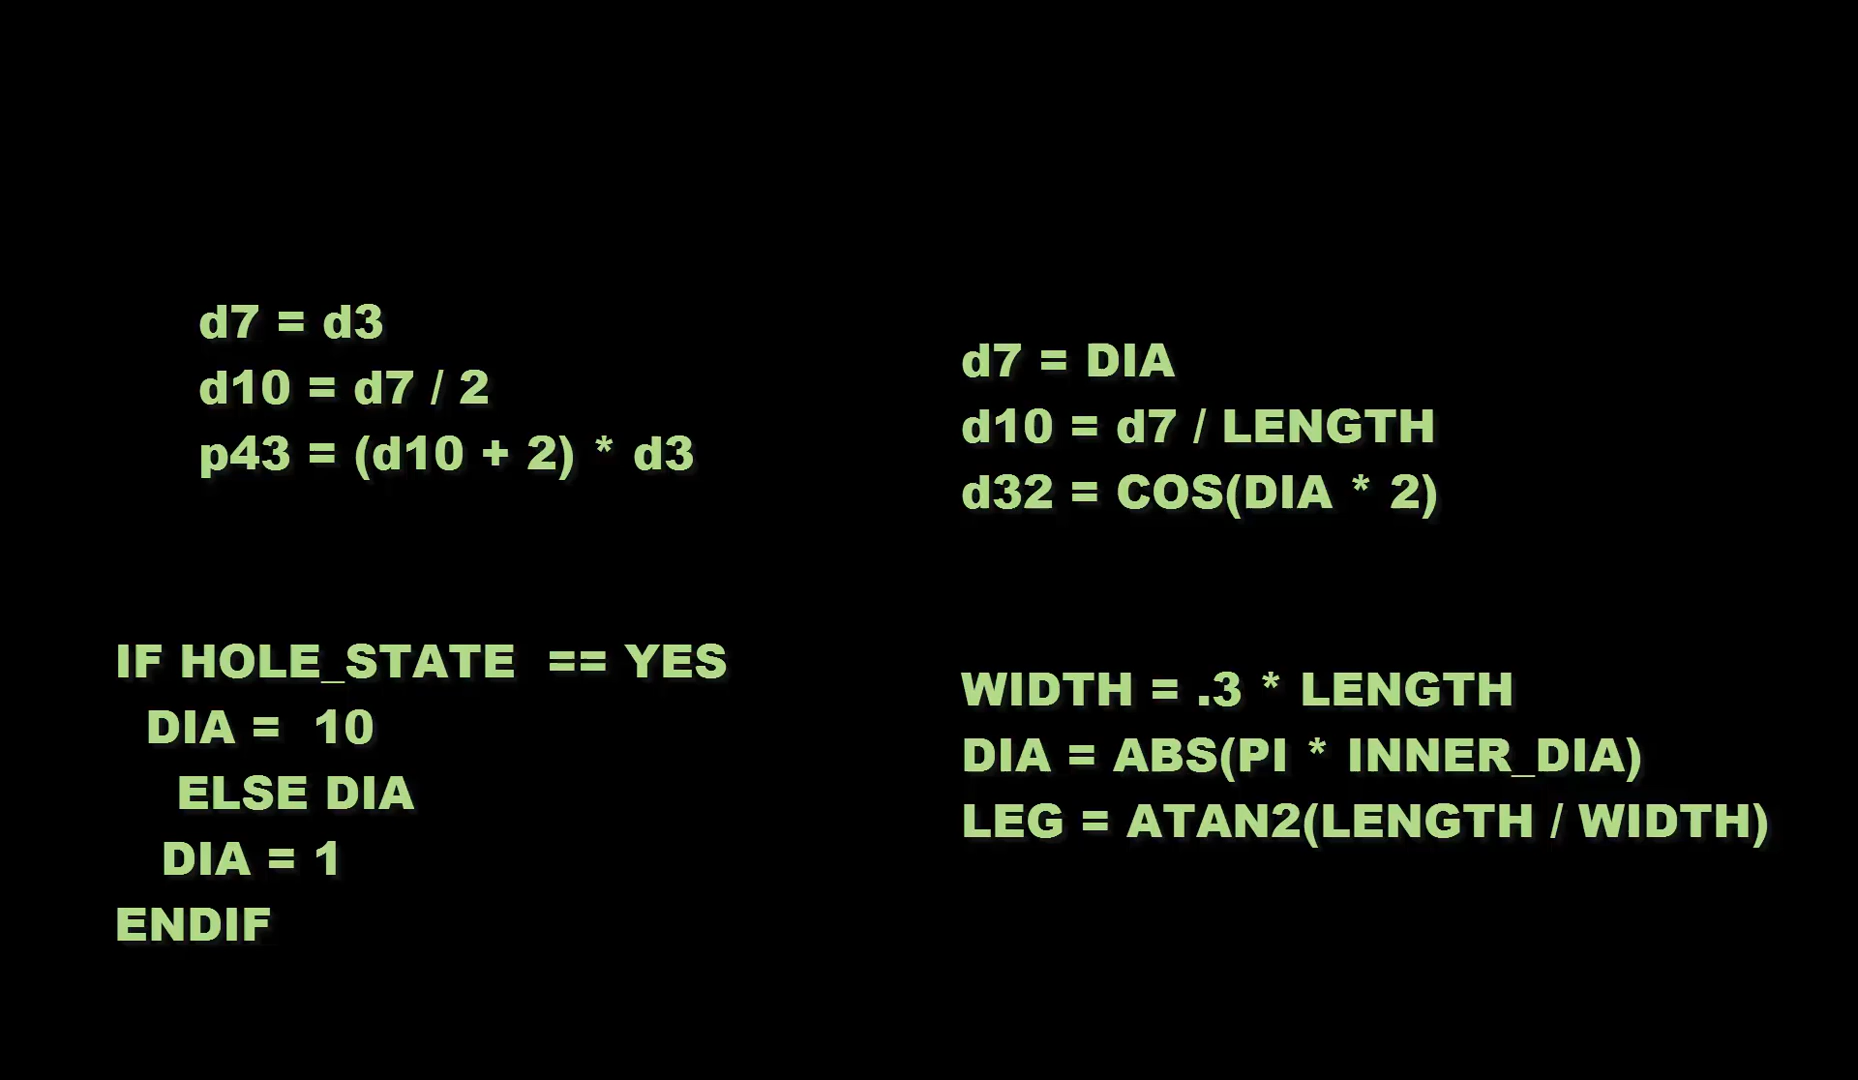 d7 = d3
d10 = d7 / 2
p43 = (d10 + 2) * d3
d7 = DIA
d10 = d7 / LENGTH
d32 = COS(DIA * 2)
IF HOLE_STATE  == YES
DIA =  10
ELSE DIA
DIA = 1
ENDIF
WIDTH = .3 * LENGTH
DIA = ABS(PI * INNER_DIA)
LEG = ATAN2(LENGTH / WIDTH)